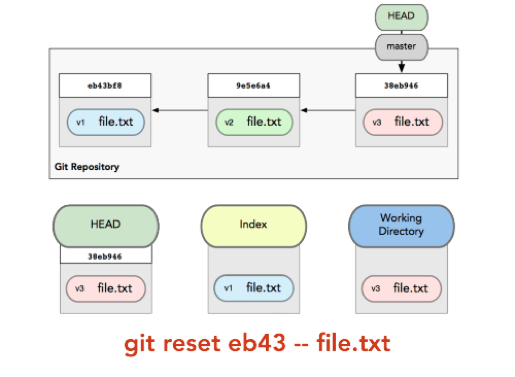 HEAD
master
eb43bf8
9e5e6a4
38eb946
v1 file.txt
v2 file.txt
v3 file.txt
Git Repository
HEAD
Index
Working
Directory
38eb946
v3 file.txt
v1 file.txt
v3 file.txt
git reset eb43 -- file.txt